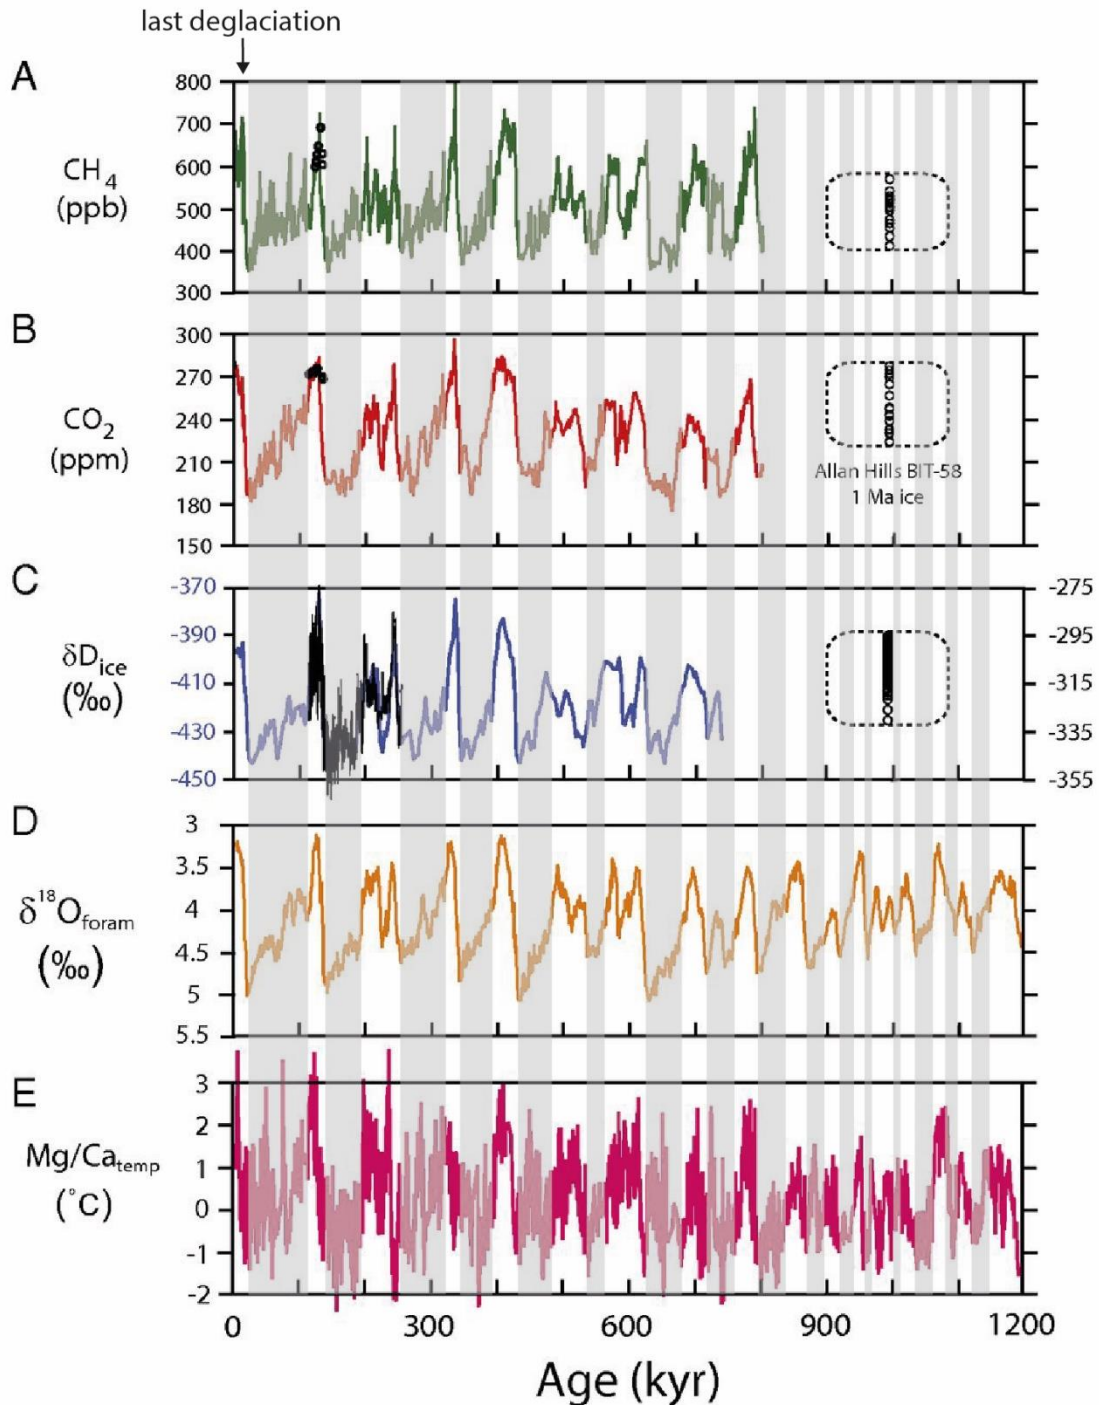 last deglaciation
A
CH4
(ppb)
800
700
600
500
400
300
B
CO2
(ppm)
300
270
240
210
180
150
Allan Hills BIT-58
1 Ma ice
C
δDice
(‰)
-370
-390
-410
-430
-450
-275
-295
-315
-335
-355
D
δ18Oforam
(‰)
3
3.5
4
4.5
5
5.5
E
Mg/Catemp
(°C)
3
2
1
0
-1
-2
0 300 600 900 1200
Age (kyr)